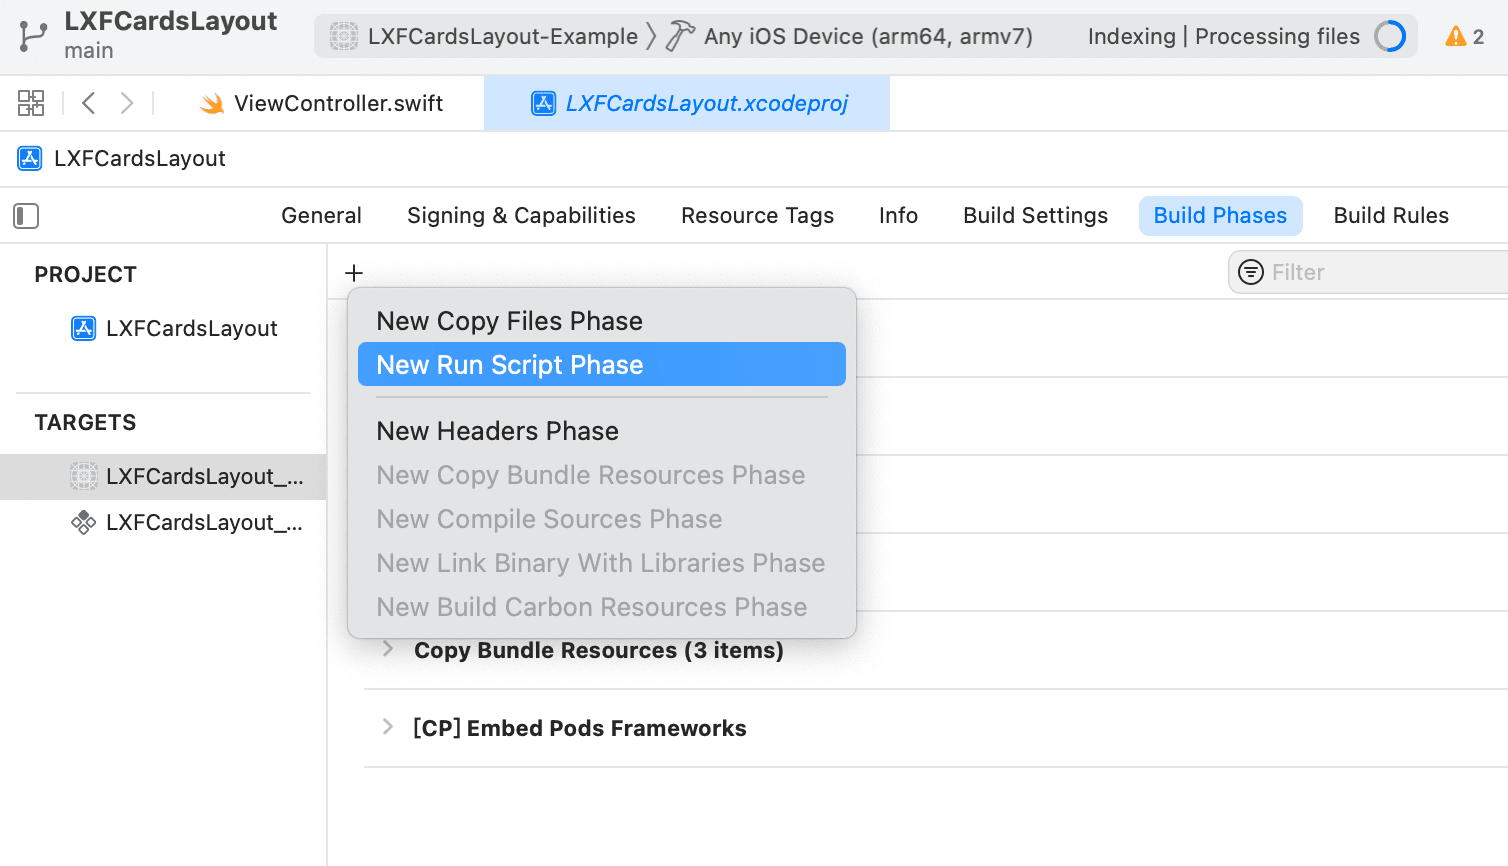 LXFCardsLayout
main
LXFCardsLayout-Example
Any iOS Device (arm64, armv7)
Indexing | Processing files
2
ViewController.swift
LXFCardsLayout.xcodeproj
LXFCardsLayout
General
Signing & Capabilities
Resource Tags
Info
Build Settings
Build Phases
Build Rules
PROJECT
LXFCardsLayout
TARGETS
LXFCardsLayout_...
LXFCardsLayout_...
+
Filter
New Copy Files Phase
New Run Script Phase
New Headers Phase
New Copy Bundle Resources Phase
New Compile Sources Phase
New Link Binary With Libraries Phase
New Build Carbon Resources Phase
Copy Bundle Resources (3 items)
[CP] Embed Pods Frameworks